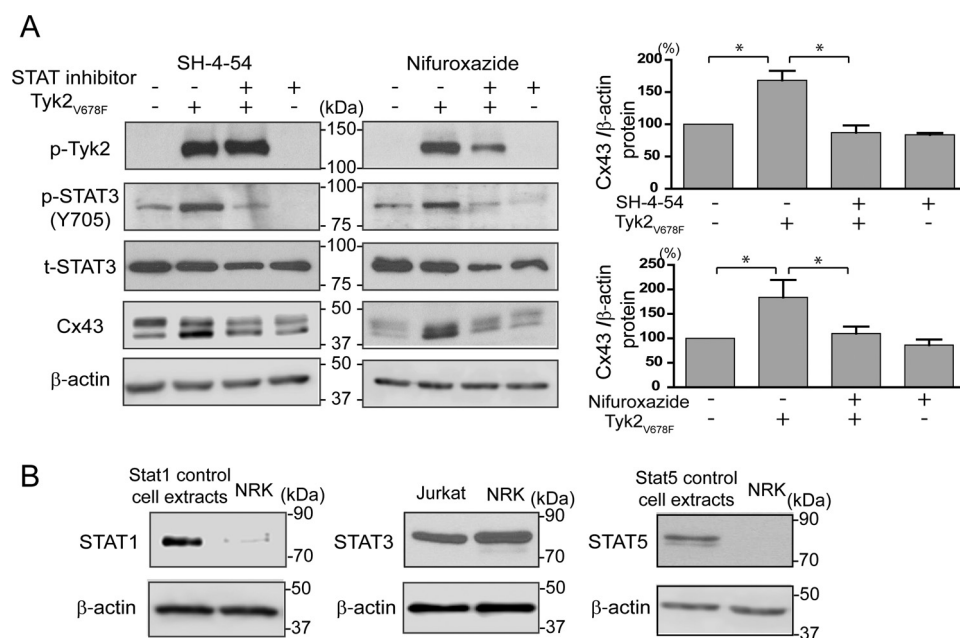 A
SH-4-54
Nifuroxazide
STAT inhibitor - - + + - - + +
Tyk2V678F - + + - (kDa) - + + -
p-Tyk2 150- 100-
p-STAT3 (Y705) 100- 75-
t-STAT3 100- 75-
Cx43 50- 37-
β-actin 50- 37-
(%)
Cx43 /β-actin
protein
200
150
100
50
0
* *
SH-4-54 - - + +
Tyk2V678F - + + -
(%)
Cx43 /β-actin
protein
250
200
150
100
50
0
* *
Nifuroxazide - - + +
Tyk2V678F - + + -
B
Stat1 control
cell extracts NRK (kDa)
STAT1 -90
-70
β-actin -50
-37
Jurkat NRK (kDa)
STAT3 -90
-70
β-actin -50
-37
Stat5 control
cell extracts NRK (kDa)
STAT5 -90
-70
β-actin -50
-37